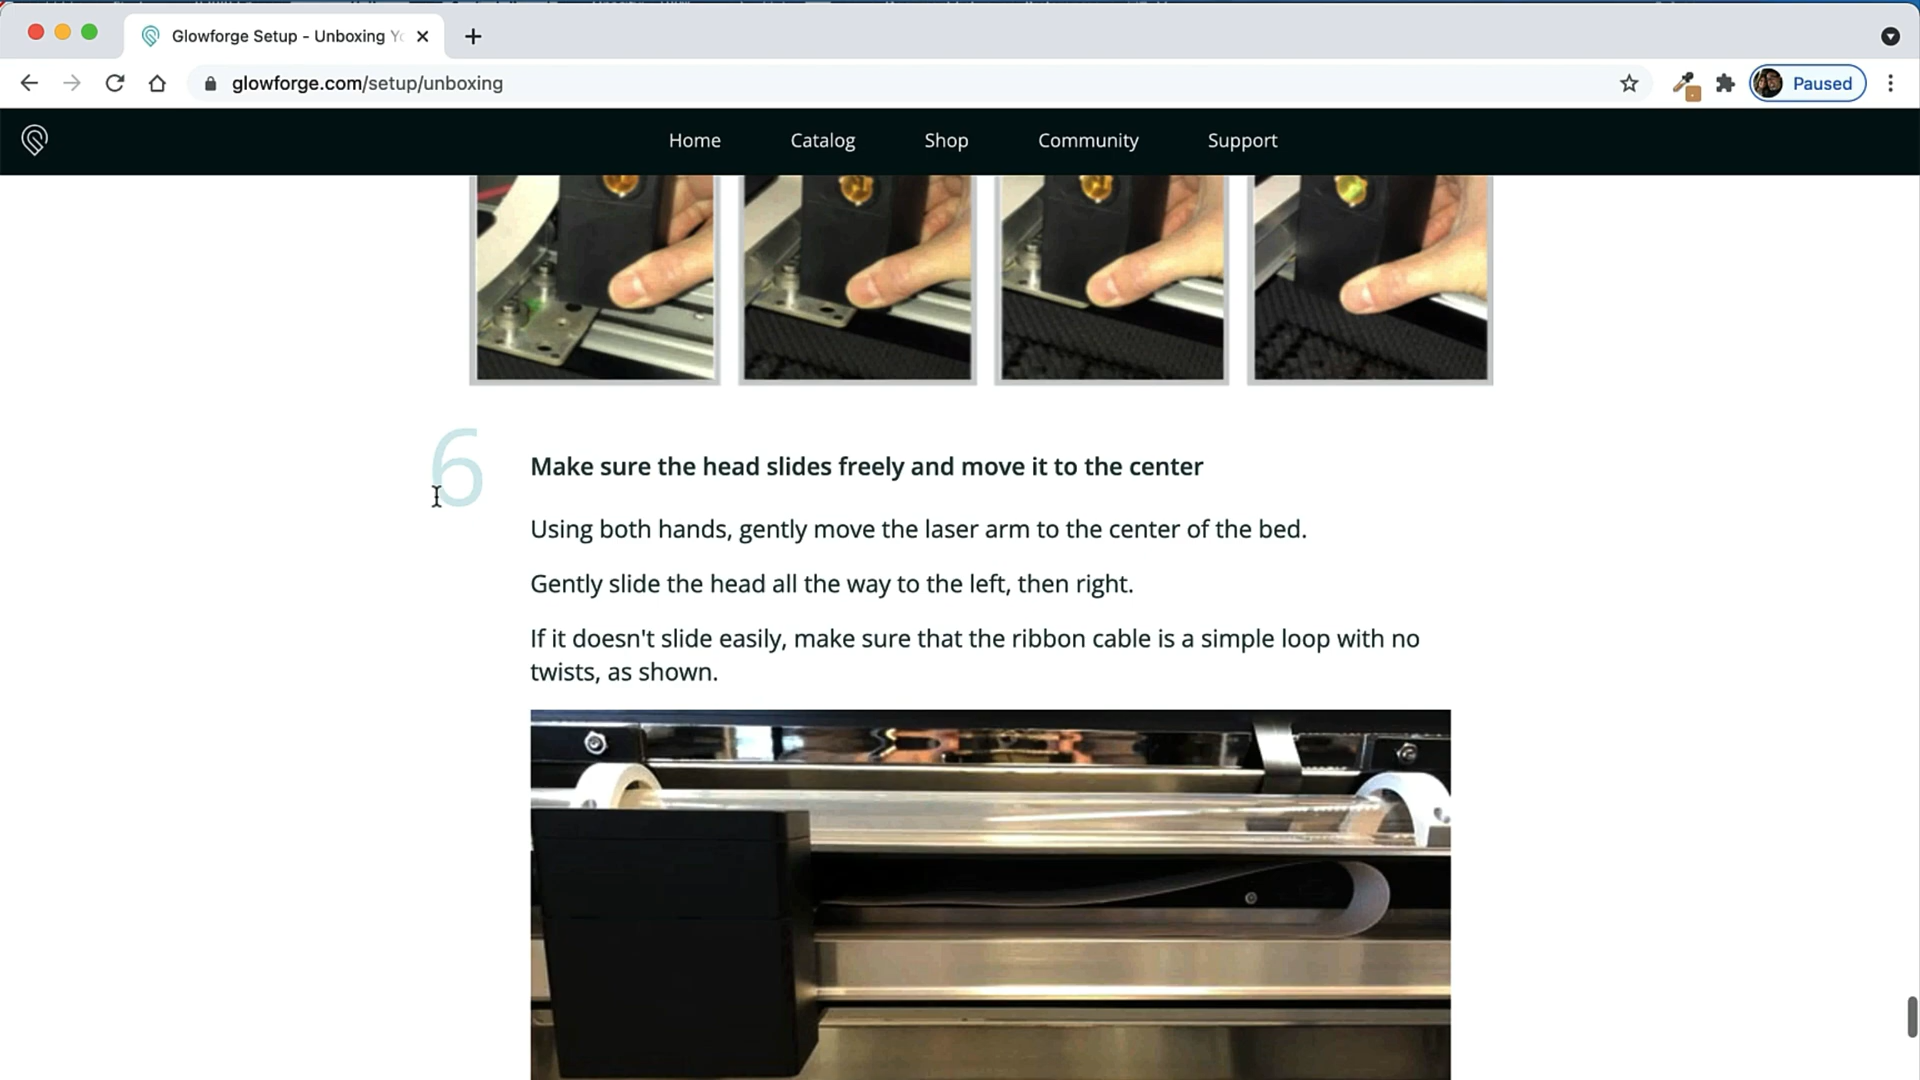 Glowforge Setup - Unboxing Yo
glowforge.com/setup/unboxing
Paused
Home
Catalog
Shop
Community
Support
6
Make sure the head slides freely and move it to the center
Using both hands, gently move the laser arm to the center of the bed.
Gently slide the head all the way to the left, then right.
If it doesn't slide easily, make sure that the ribbon cable is a simple loop with no
twists, as shown.